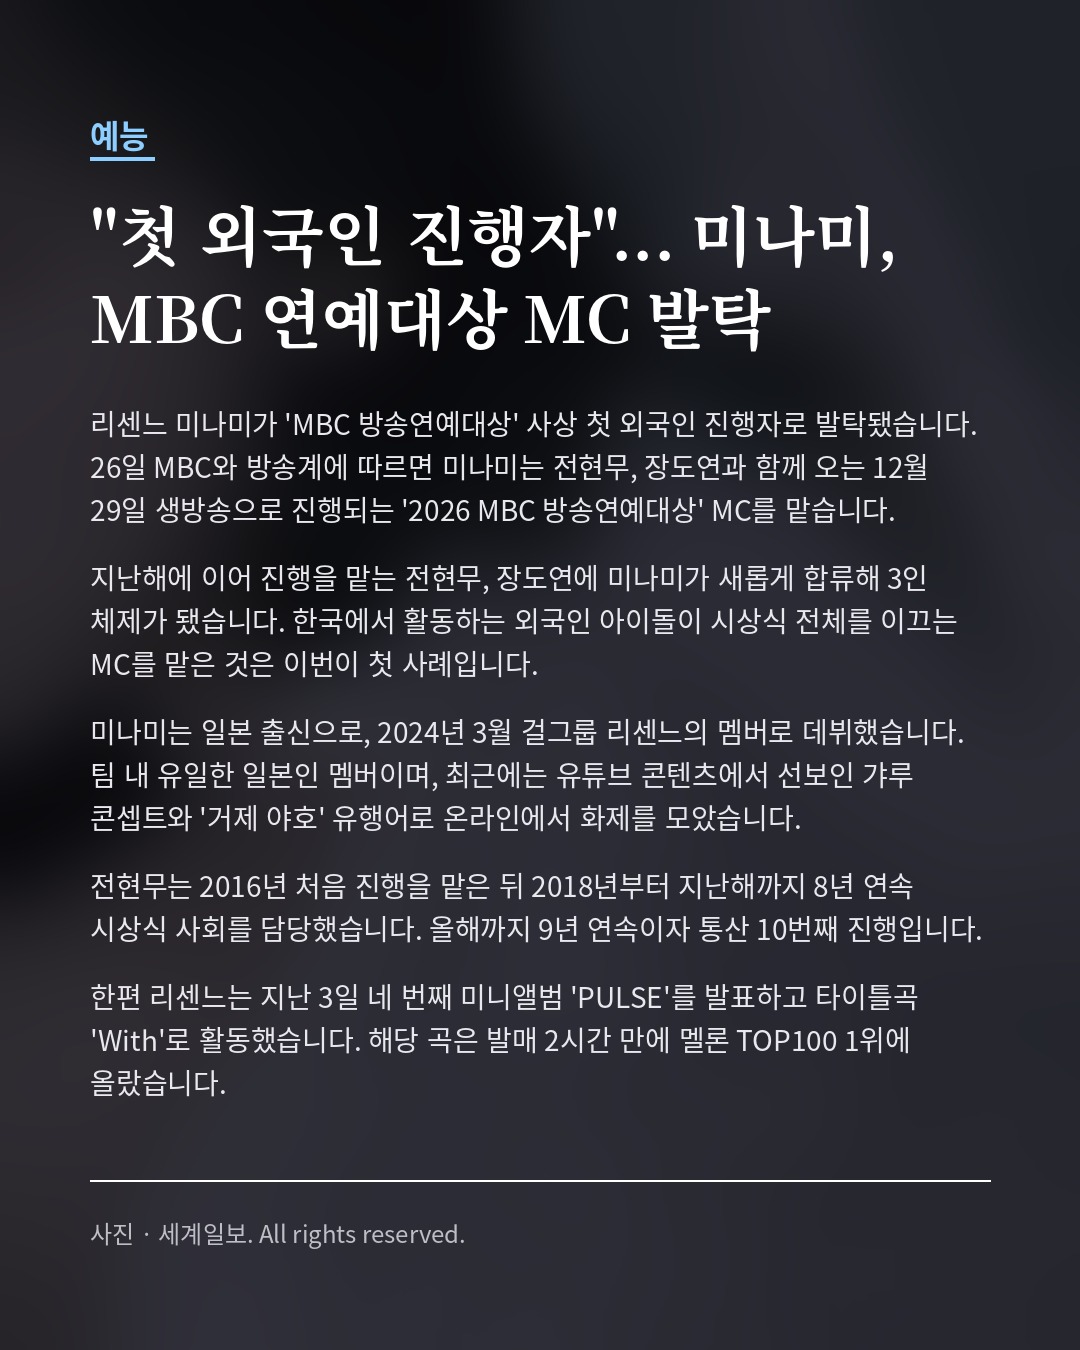 예능
"첫 외국인 진행자"... 미나미,
MBC 연예대상 MC 발탁
리센느 미나미가 'MBC 방송연예대상' 사상 첫 외국인 진행자로 발탁됐습니다.
26일 MBC와 방송계에 따르면 미나미는 전현무, 장도연과 함께 오는 12월
29일 생방송으로 진행되는 '2026 MBC 방송연예대상' MC를 맡습니다.
지난해에 이어 진행을 맡는 전현무, 장도연에 미나미가 새롭게 합류해 3인
체제가 됐습니다. 한국에서 활동하는 외국인 아이돌이 시상식 전체를 이끄는
MC를 맡은 것은 이번이 첫 사례입니다.
미나미는 일본 출신으로, 2024년 3월 걸그룹 리센느의 멤버로 데뷔했습니다.
팀 내 유일한 일본인 멤버이며, 최근에는 유튜브 콘텐츠에서 선보인 갸루
콘셉트와 '거제 야호' 유행어로 온라인에서 화제를 모았습니다.
전현무는 2016년 처음 진행을 맡은 뒤 2018년부터 지난해까지 8년 연속
시상식 사회를 담당했습니다. 올해까지 9년 연속이자 통산 10번째 진행입니다.
한편 리센느는 지난 3일 네 번째 미니앨범 'PULSE'를 발표하고 타이틀곡
'With'로 활동했습니다. 해당 곡은 발매 2시간 만에 멜론 TOP100 1위에
올랐습니다.
사진 · 세계일보. All rights reserved.